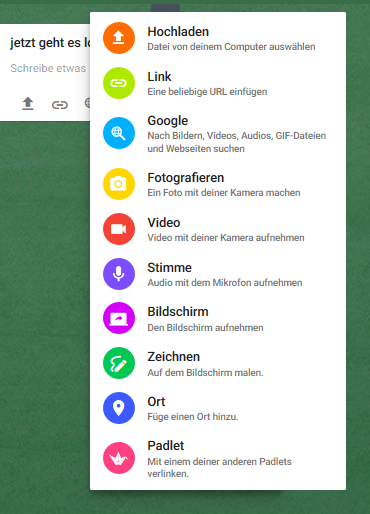 jetzt geht es l
Schreibe etwas
Hochladen
Datei von deinem Computer auswählen
Link
Eine beliebige URL einfügen
Google
Nach Bildern, Videos, Audios, GIF-Dateien
und Webseiten suchen
Fotografieren
Ein Foto mit deiner Kamera machen
Video
Video mit deiner Kamera aufnehmen
Stimme
Audio mit dem Mikrofon aufnehmen
Bildschirm
Den Bildschirm aufnehmen
Zeichnen
Auf dem Bildschirm malen.
Ort
Füge einen Ort hinzu.
Padlet
Mit einem deiner anderen Padlets
verlinken.